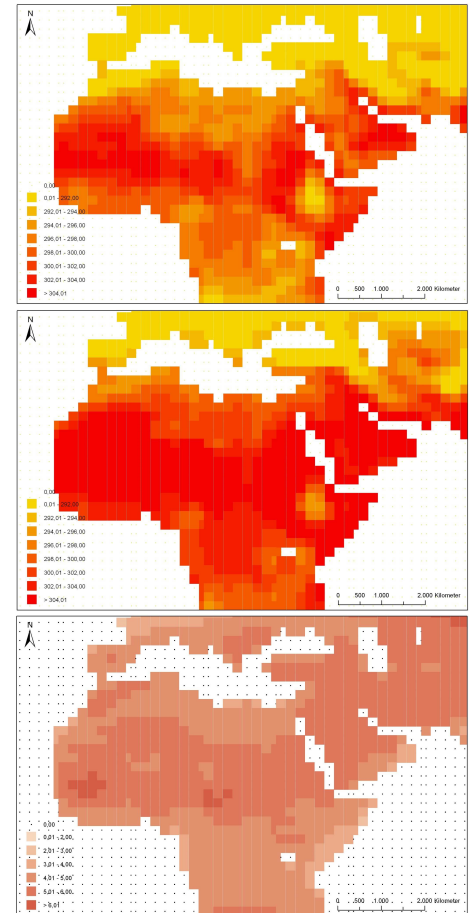 N
0,00
0,01 - 292,00
292,01 - 294,00
294,01 - 296,00
296,01 - 298,00
298,01 - 300,00
300,01 - 302,00
302,01 - 304,00
> 304,01
0 500 1.000 2.000 Kilometer
N
0,00
0,01 - 292,00
292,01 - 294,00
294,01 - 296,00
296,01 - 298,00
298,01 - 300,00
300,01 - 302,00
302,01 - 304,00
> 304,01
0 500 1.000 2.000 Kilometer
N
0,00
0,01 - 2,00
2,01 - 3,00
3,01 - 4,00
4,01 - 5,00
5,01 - 6,00
> 6,01
0 500 1.000 2.000 Kilometer